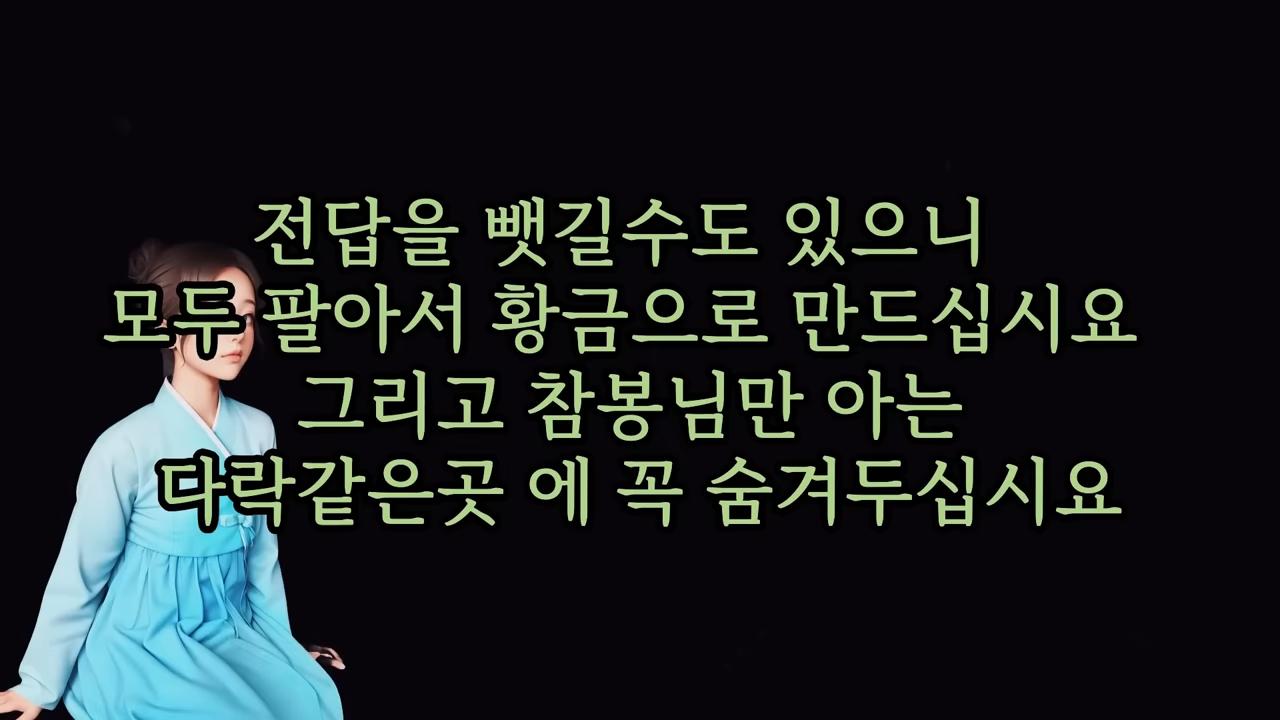 전답을 뺏길수도 있으니
모두 팔아서 황금으로 만드십시요
그리고 참봉님만 아는
다락같은곳 에 꼭 숨겨두십시요